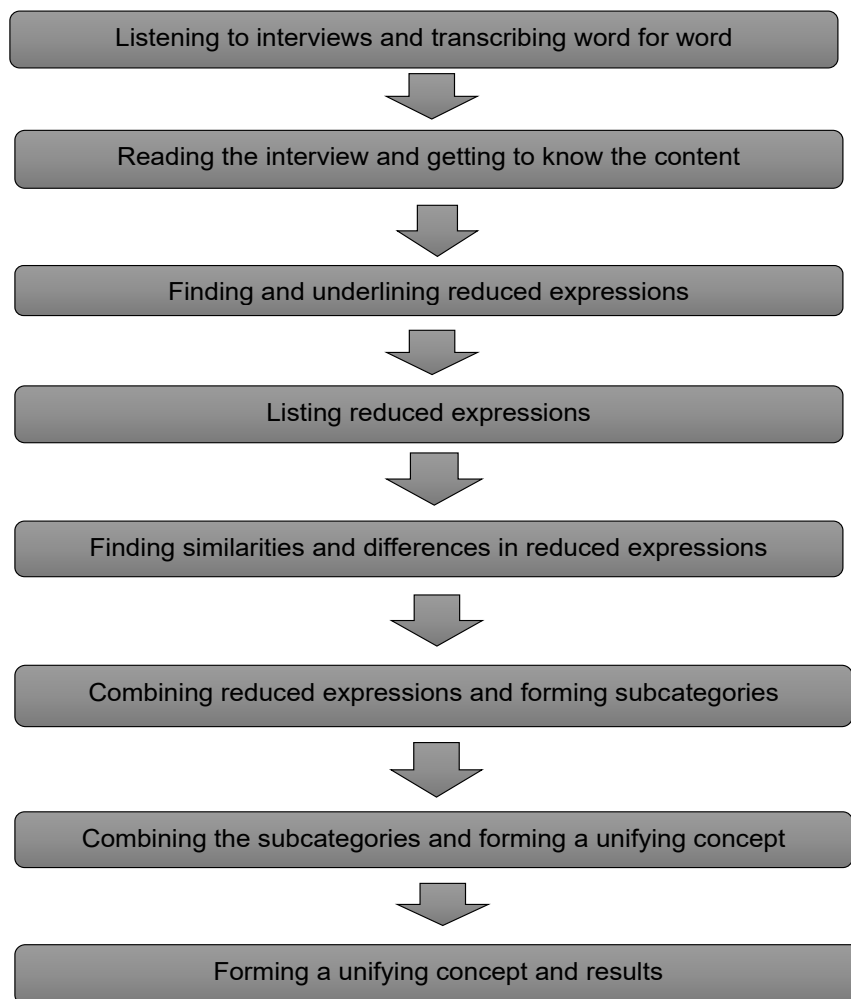 Listening to interviews and transcribing word for word
Reading the interview and getting to know the content
Finding and underlining reduced expressions
Listing reduced expressions
Finding similarities and differences in reduced expressions
Combining reduced expressions and forming subcategories
Combining the subcategories and forming a unifying concept
Forming a unifying concept and results